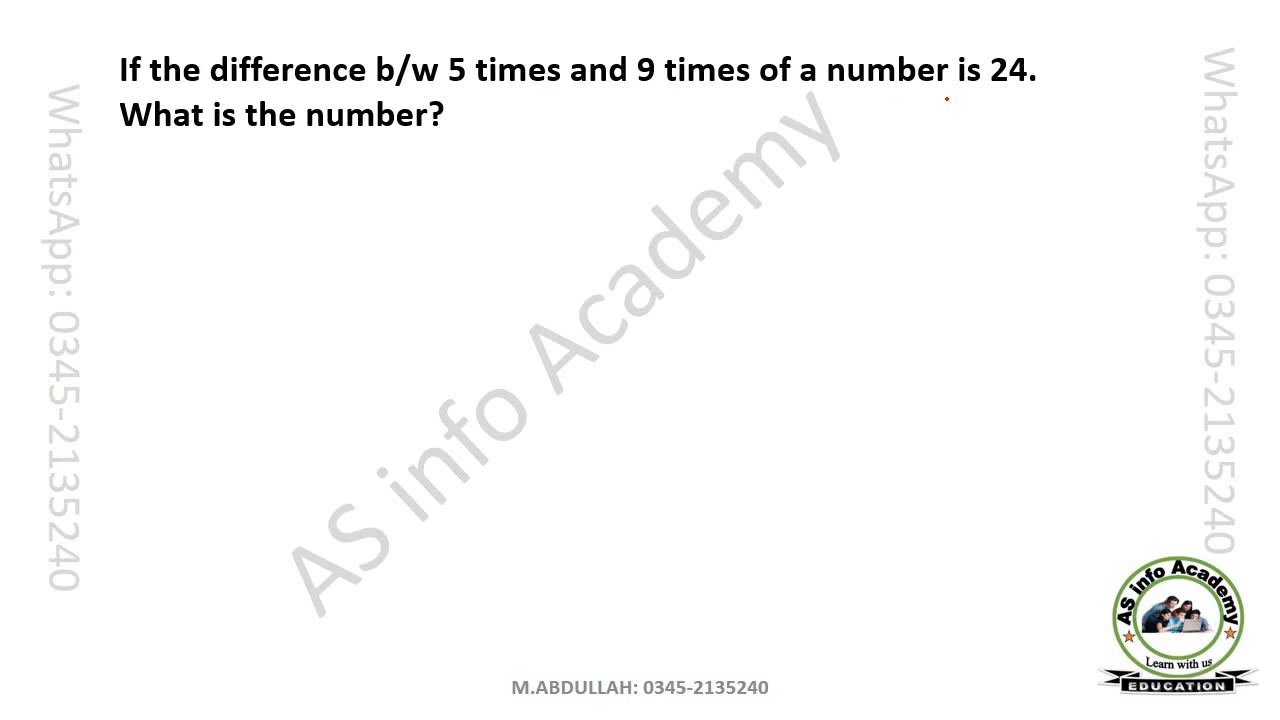 If the difference b/w 5 times and 9 times of a number is 24.
What is the number?
WhatsApp: 0345-2135240
AS info Academy
WhatsApp: 0345-2135240
AS info Academy
Learn with us
EDUCATION
M.ABDULLAH: 0345-2135240